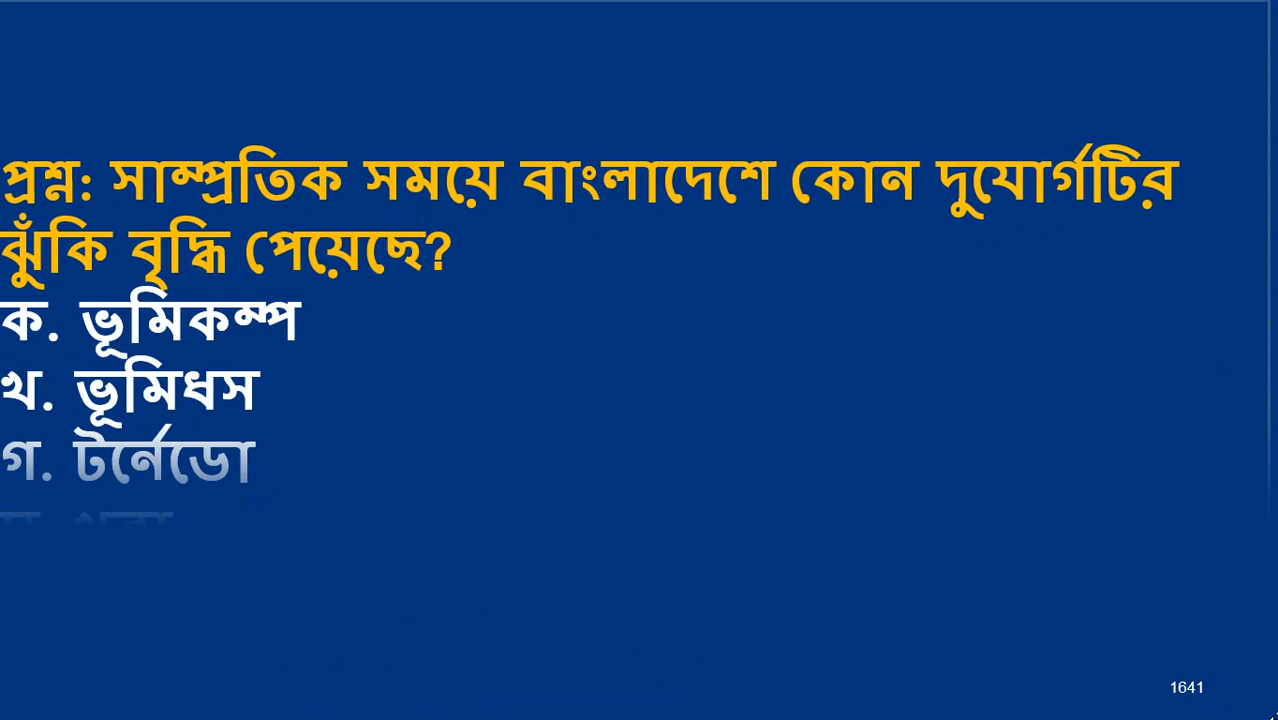 প্রশ্ন: সাম্প্রতিক সময়ে বাংলাদেশে কোন দুযোর্গটির
ঝুঁকি বৃদ্ধি পেয়েছে?
ক. ভূমিকম্প
খ. ভূমিধস
গ. টর্নেডো
1641